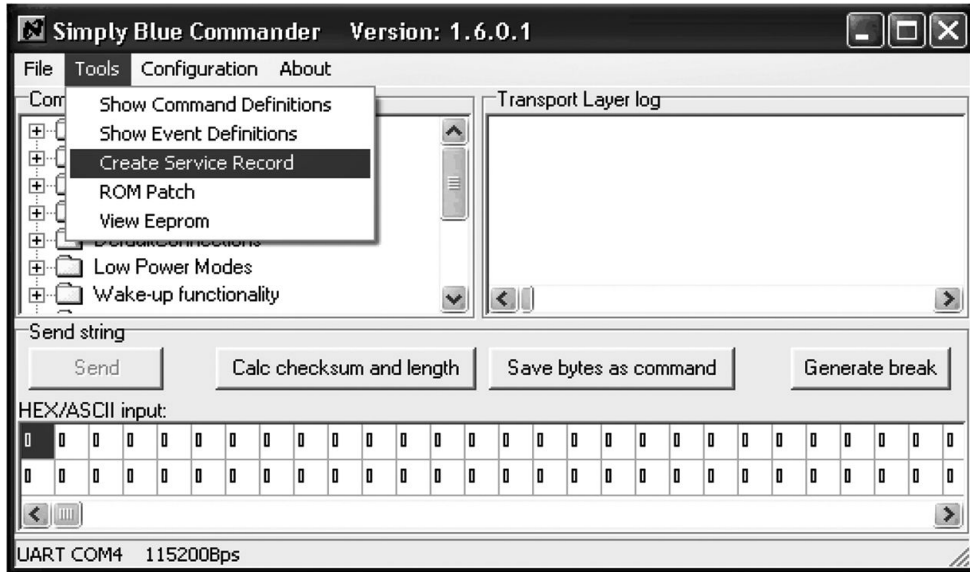 Simply Blue Commander Version: 1.6.0.1
File Tools Configuration About
Com
Show Command Definitions
Show Event Definitions
Create Service Record
ROM Patch
View Eeprom
DefaultConnections
Low Power Modes
Wake-up functionality
Transport Layer log
Send string
Send Calc checksum and length Save bytes as command Generate break
HEX/ASCII input:
0 0 0 0 0 0 0 0 0 0 0 0 0 0 0 0 0 0 0 0 0 0 0 0 0 0 0 0
0 0 0 0 0 0 0 0 0 0 0 0 0 0 0 0 0 0 0 0 0 0 0 0 0 0 0 0
UART COM4 115200Bps